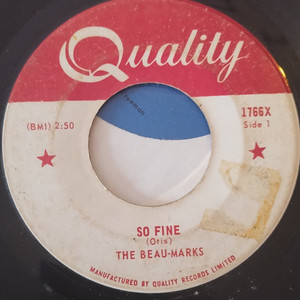 Quality
(BMI) 2:50
1766X
Side 1
SO FINE
(Otis)
THE BEAU-MARKS
MANUFACTURED BY QUALITY RECORDS LIMITED